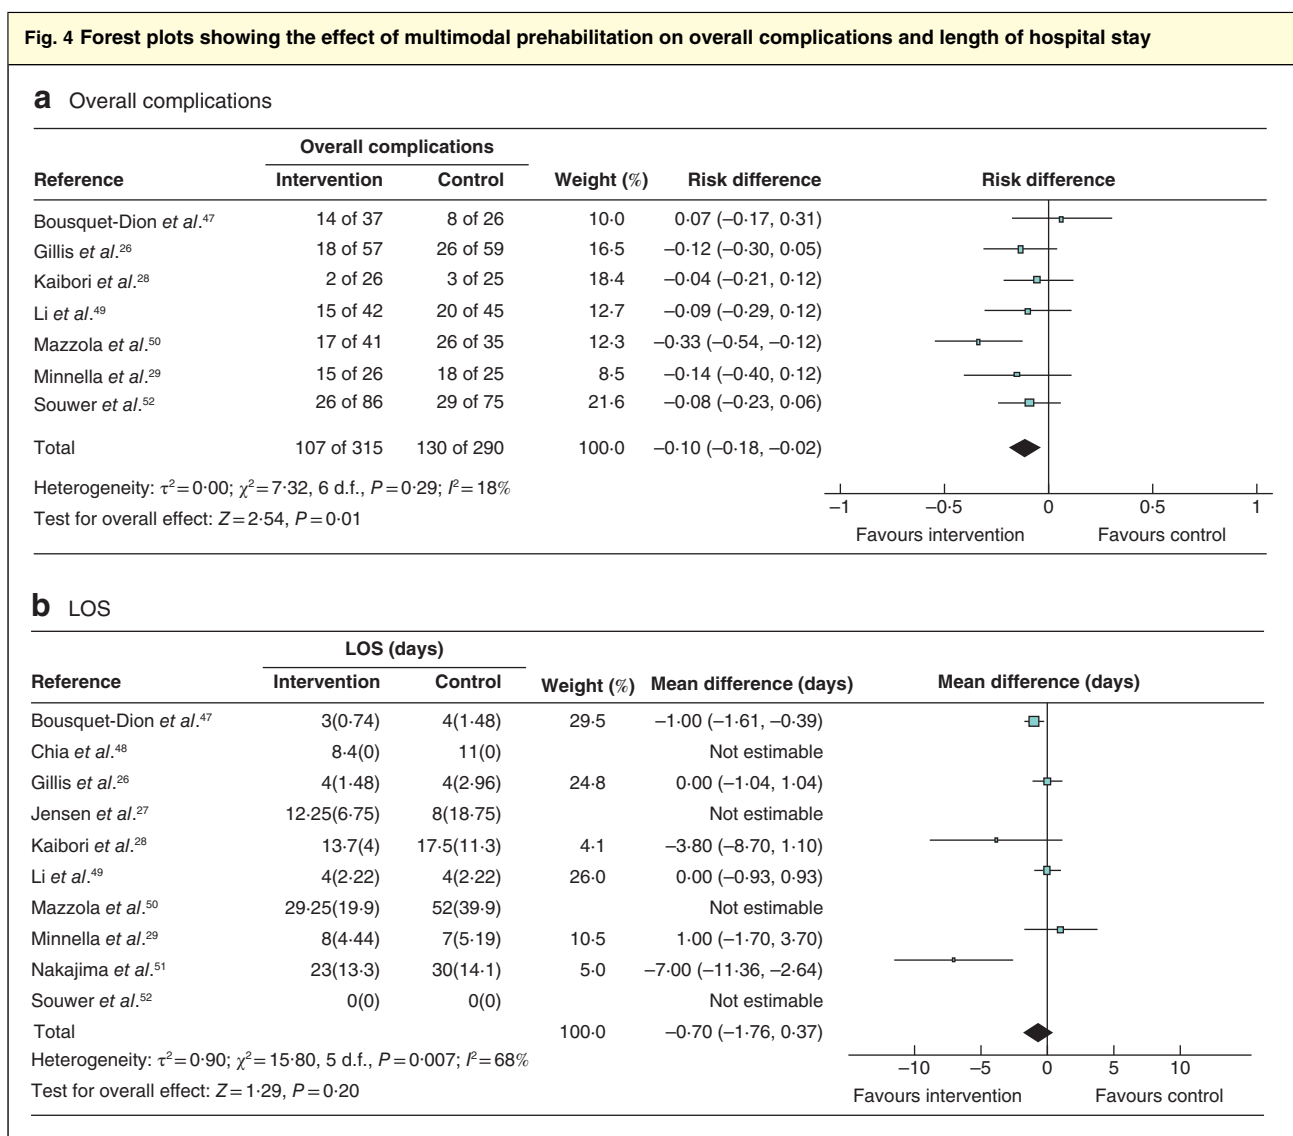 Fig. 4 Forest plots showing the effect of multimodal prehabilitation on overall complications and length of hospital stay
a Overall complications
Overall complications
Reference Intervention Control Weight (%) Risk difference Risk difference
Bousquet-Dion et al.47 14 of 37 8 of 26 10·0 0·07 (–0·17, 0·31)
Gillis et al.26 18 of 57 26 of 59 16·5 –0·12 (–0·30, 0·05)
Kaibori et al.28 2 of 26 3 of 25 18·4 –0·04 (–0·21, 0·12)
Li et al.49 15 of 42 20 of 45 12·7 –0·09 (–0·29, 0·12)
Mazzola et al.50 17 of 41 26 of 35 12·3 –0·33 (–0·54, –0·12)
Minnella et al.29 15 of 26 18 of 25 8·5 –0·14 (–0·40, 0·12)
Souwer et al.52 26 of 86 29 of 75 21·6 –0·08 (–0·23, 0·06)
Total 107 of 315 130 of 290 100·0 –0·10 (–0·18, –0·02)
Heterogeneity: τ2=0·00; χ2=7·32, 6 d.f., P=0·29; I2=18%
Test for overall effect: Z=2·54, P=0·01
–1 –0·5 0 0·5 1
Favours intervention Favours control
b LOS
LOS (days)
Reference Intervention Control Weight (%) Mean difference (days) Mean difference (days)
Bousquet-Dion et al.47 3(0·74) 4(1·48) 29·5 –1·00 (–1·61, –0·39)
Chia et al.48 8·4(0) 11(0) Not estimable
Gillis et al.26 4(1·48) 4(2·96) 24·8 0·00 (–1·04, 1·04)
Jensen et al.27 12·25(6·75) 8(18·75) Not estimable
Kaibori et al.28 13·7(4) 17·5(11·3) 4·1 –3·80 (–8·70, 1·10)
Li et al.49 4(2·22) 4(2·22) 26·0 0·00 (–0·93, 0·93)
Mazzola et al.50 29·25(19·9) 52(39·9) Not estimable
Minnella et al.29 8(4·44) 7(5·19) 10·5 1·00 (–1·70, 3·70)
Nakajima et al.51 23(13·3) 30(14·1) 5·0 –7·00 (–11·36, –2·64)
Souwer et al.52 0(0) 0(0) Not estimable
Total 100·0 –0·70 (–1·76, 0·37)
Heterogeneity: τ2=0·90; χ2=15·80, 5 d.f., P=0·007; I2=68%
Test for overall effect: Z=1·29, P=0·20
–10 –5 0 5 10
Favours intervention Favours control